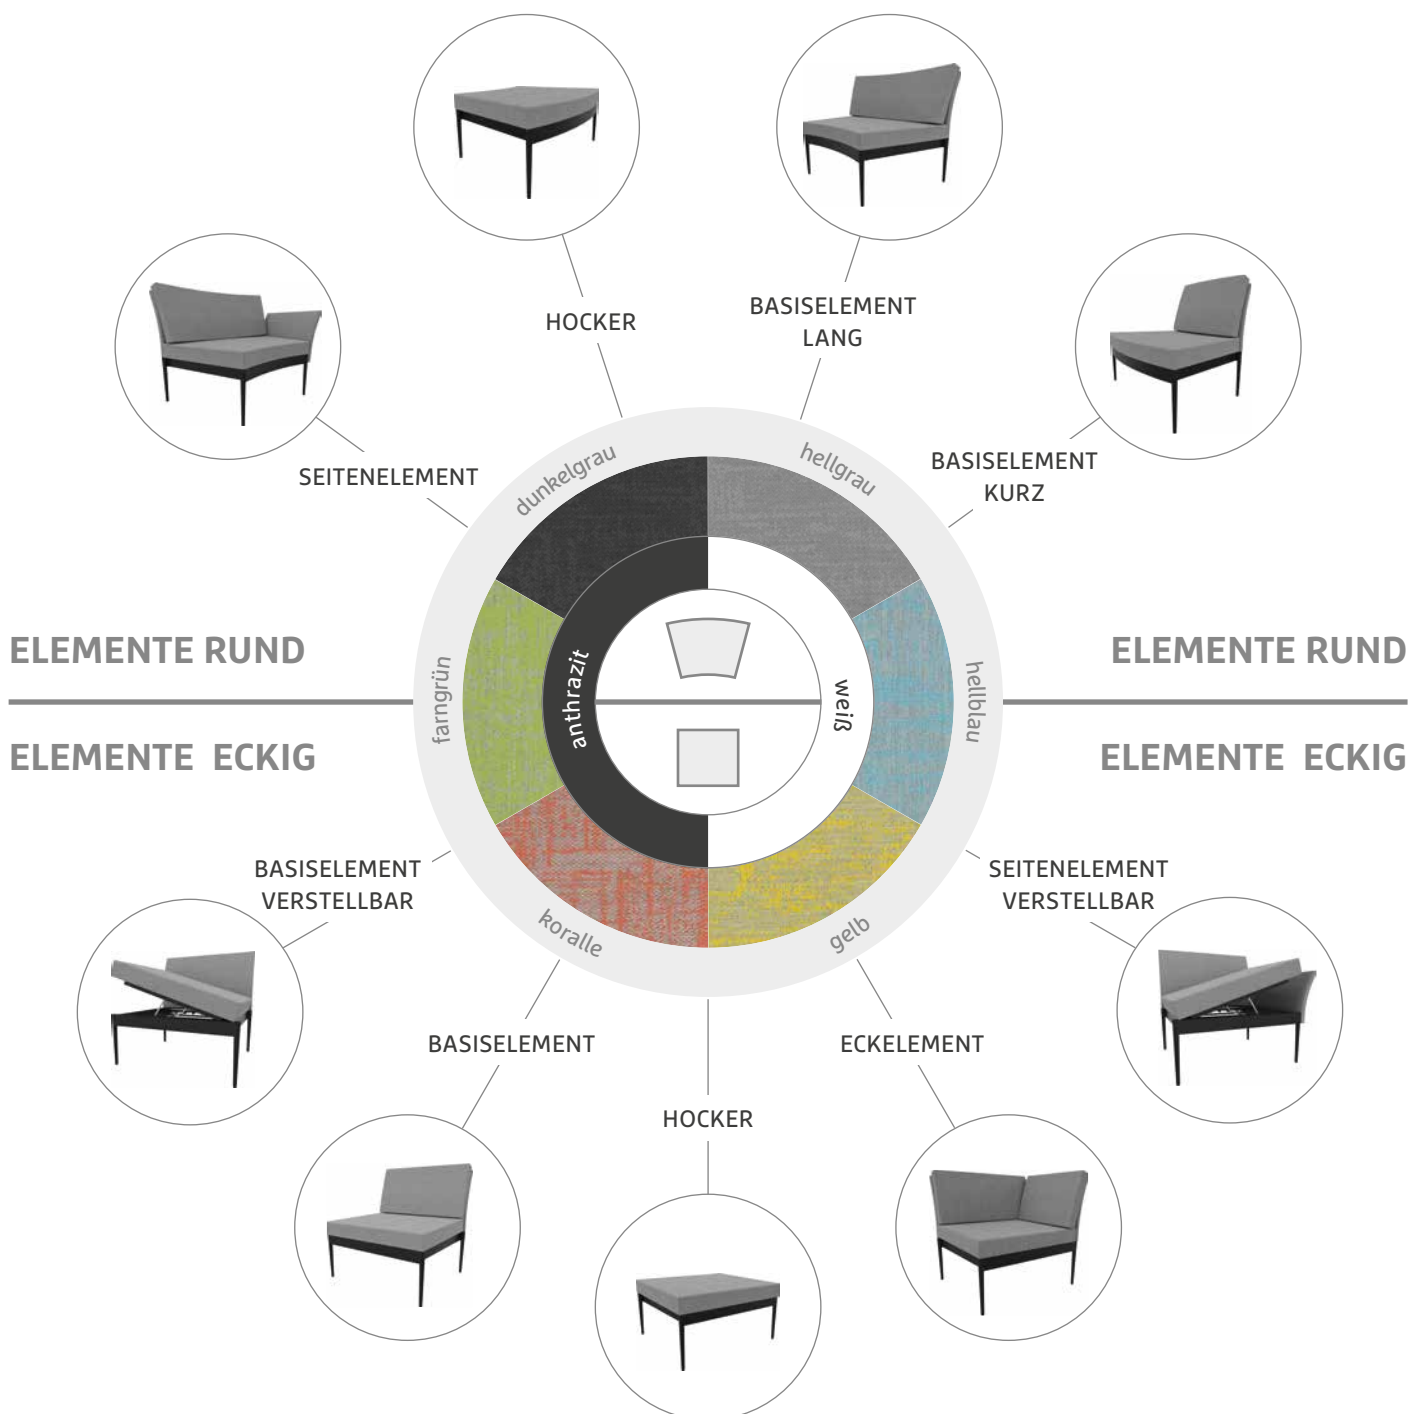 HOCKER
BASISELEMENT
LANG
SEITENELEMENT
BASISELEMENT
KURZ
dunkelgrau
hellgrau
ELEMENTE RUND
ELEMENTE RUND
farngrün
anthrazit
weiß
hellblau
ELEMENTE ECKIG
ELEMENTE ECKIG
BASISELEMENT
VERSTELLBAR
SEITENELEMENT
VERSTELLBAR
koralle
gelb
BASISELEMENT
ECKELEMENT
HOCKER